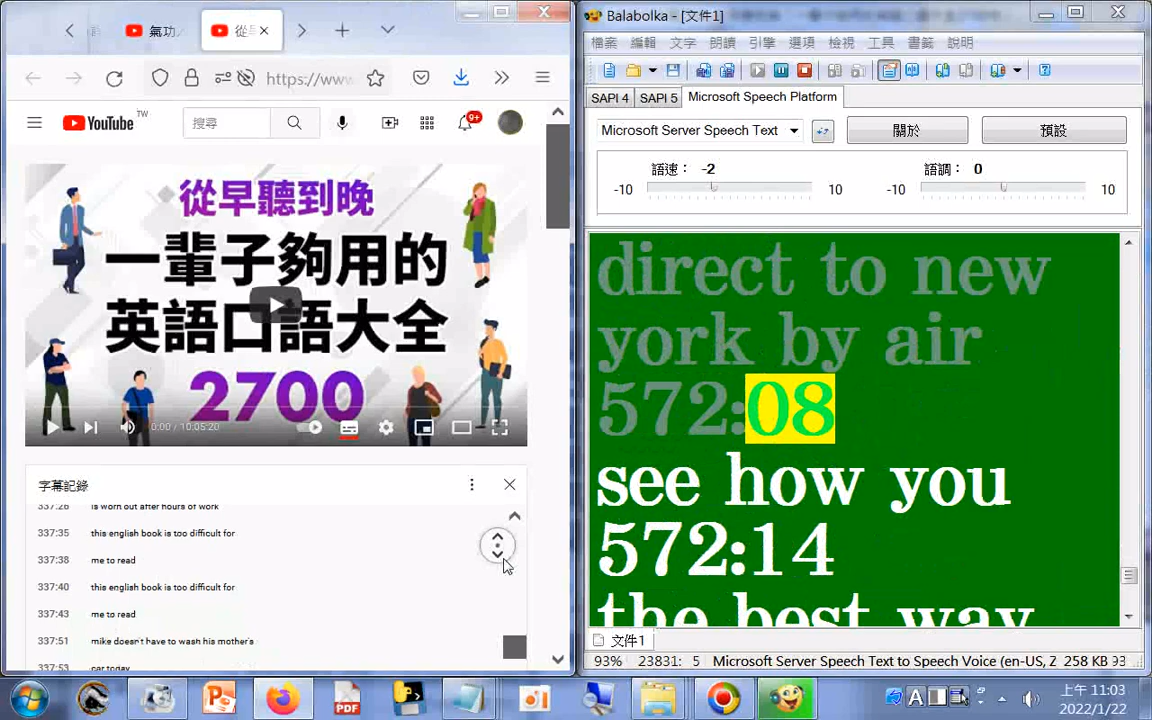 氣功
從至
https://www
YouTube TW
搜尋
9+
從早聽到晚
一輩子夠用的
英語口語大全
2700
0:00 / 10:05:20
字幕記錄
337:26 is worn out after hours of work
337:35 this english book is too difficult for
337:38 me to read
337:40 this english book is too difficult for
337:43 me to read
337:51 mike doesn't have to wash his mother's
337:53 car today
Balabolka - [文件1]
檔案 編輯 文字 朗讀 引擎 選項 檢視 工具 書籤 說明
SAPI 4 SAPI 5 Microsoft Speech Platform
Microsoft Server Speech Text 關於 預設
語速： -2 語調： 0
-10 10 -10 10
direct to new
york by air
572:08
see how you
572:14
the best way
文件1
93% 23831: 5 Microsoft Server Speech Text to Speech Voice (en-US, Z 258 KB 93
PDF
A
上午 11:03
2022/1/22